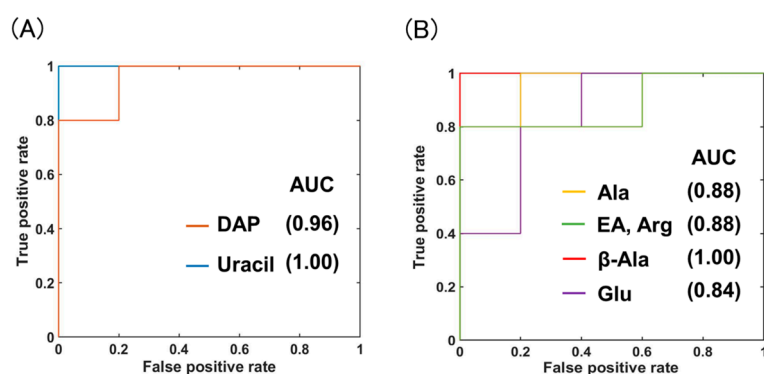 (A)
1
0.8
0.6
0.4
0.2
0
0
0.2
0.4
0.6
0.8
1
True positive rate
False positive rate
AUC
DAP (0.96)
Uracil (1.00)
(B)
1
0.8
0.6
0.4
0.2
0
0
0.2
0.4
0.6
0.8
1
True positive rate
False positive rate
AUC
Ala (0.88)
EA, Arg (0.88)
β-Ala (1.00)
Glu (0.84)